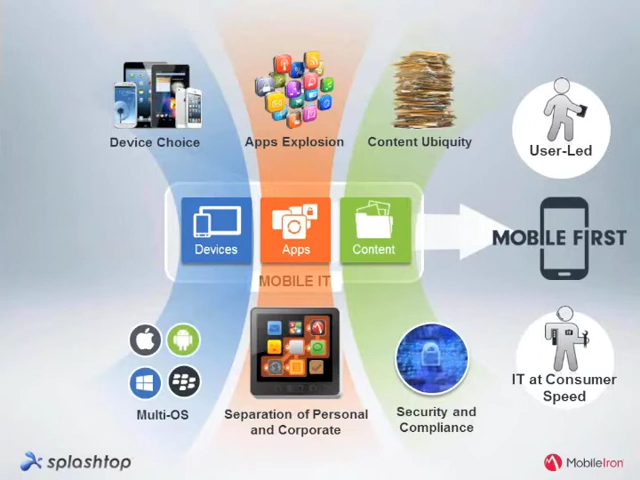 Device Choice
Apps Explosion
Content Ubiquity
User-Led
Devices
Apps
Content
MOBILE FIRST
MOBILE IT
Multi-OS
Separation of Personal
and Corporate
Security and
Compliance
IT at Consumer
Speed
splashtop
MobileIron